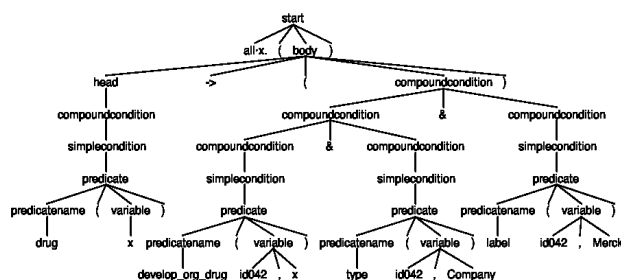 start
all·x. ( body )
head -> ( compoundcondition )
compoundcondition compoundcondition & compoundcondition
simplecondition compoundcondition & compoundcondition simplecondition
predicate simplecondition simplecondition predicate
predicatename ( variable ) predicate predicate predicatename ( variable )
drug x predicatename ( variable ) predicatename ( variable ) label id042 , Merck
develop_org_drug id042 , x type id042 , Company